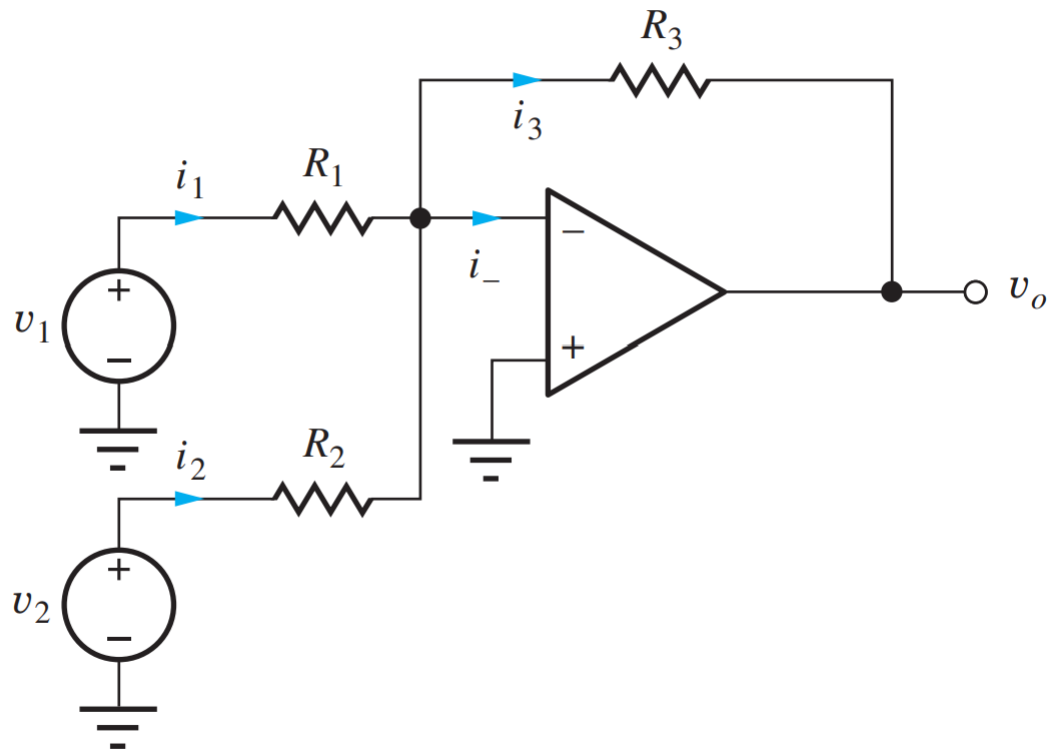 R₃
i₃
R₁
i₁
−
i₋
vₒ
+
v₁
+
−
R₂
i₂
+
v₂
−